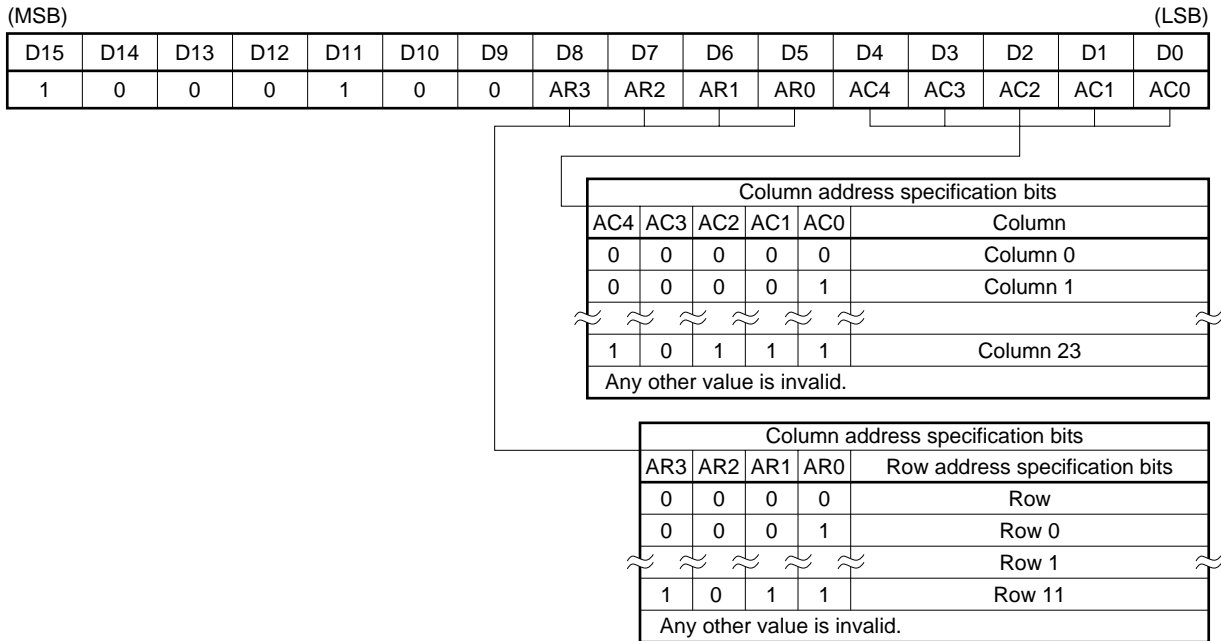 (MSB) (LSB)
D15 D14 D13 D12 D11 D10 D9 D8 D7 D6 D5 D4 D3 D2 D1 D0
1 0 0 0 1 0 0 AR3 AR2 AR1 AR0 AC4 AC3 AC2 AC1 AC0
Column address specification bits
AC4 AC3 AC2 AC1 AC0 Column
0 0 0 0 0 Column 0
0 0 0 0 1 Column 1
1 0 1 1 1 Column 23
Any other value is invalid.
Column address specification bits
AR3 AR2 AR1 AR0 Row address specification bits
0 0 0 0 Row
0 0 0 1 Row 0
Row 1
1 0 1 1 Row 11
Any other value is invalid.